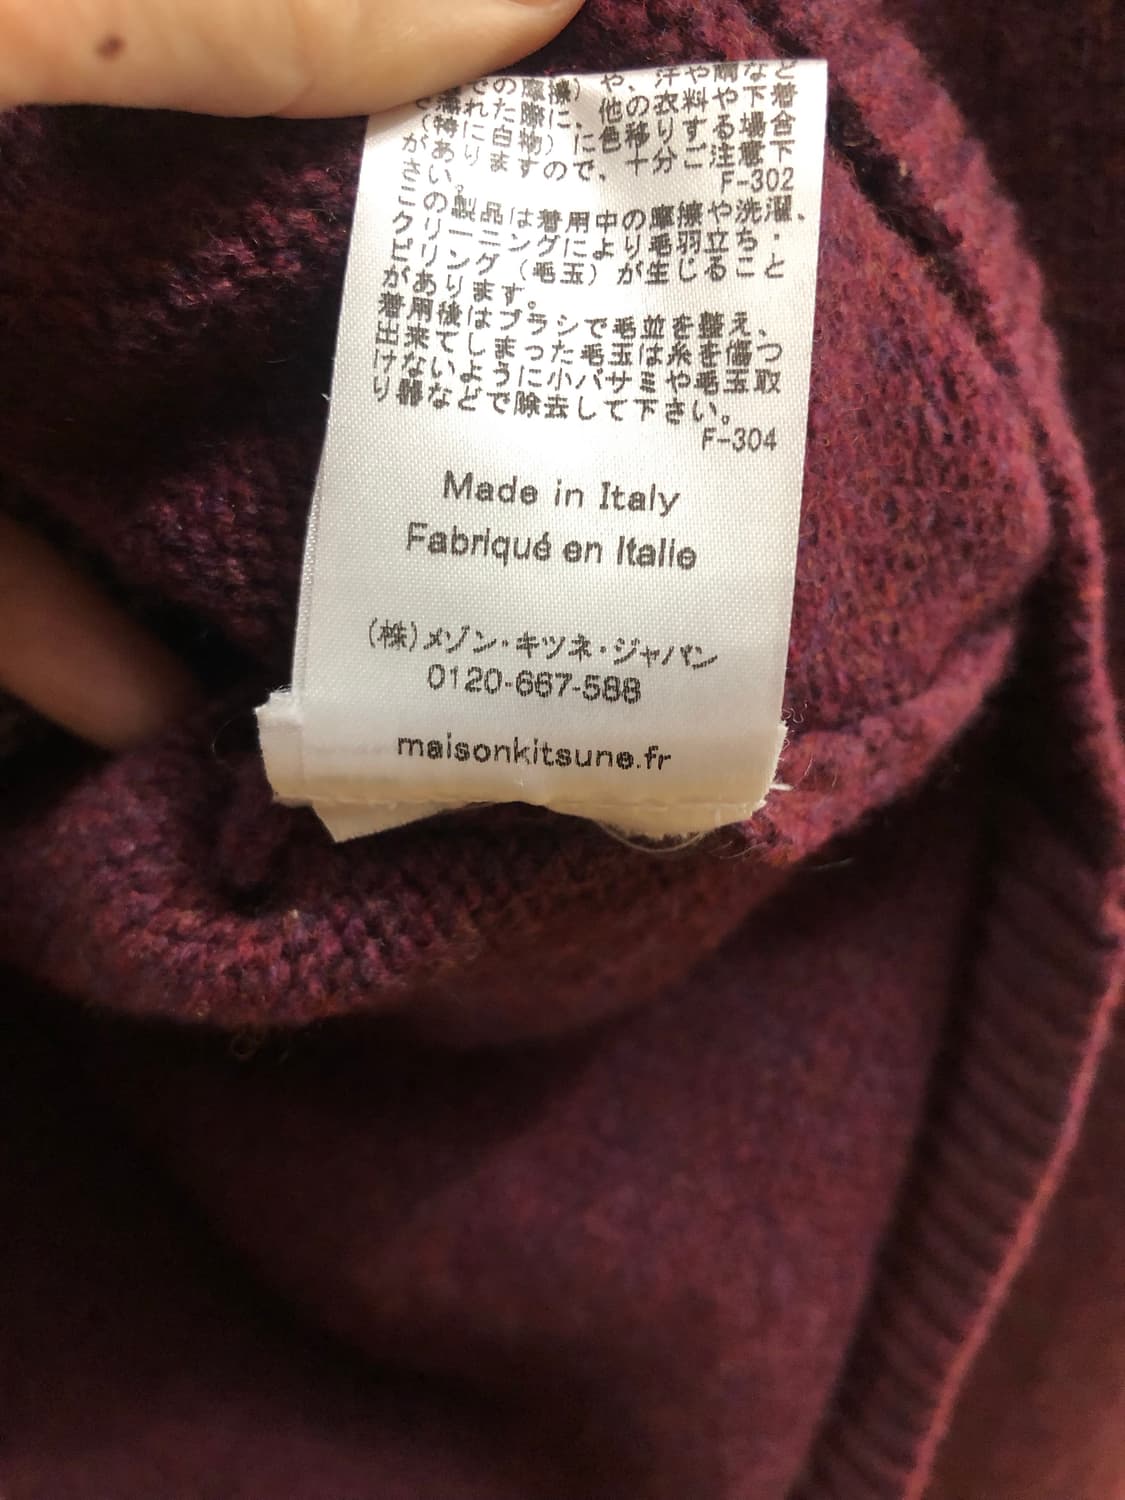 汗や雨など
れた際に、他の衣料や下着
にり白物)に色移りする場合
がありますので、十分ご注意下
さい。
F-302
この製品は着用中の摩擦や洗濯、
クリーニングにより毛羽立ち・
ピリング(毛玉)が生じること
があります。
着用後はブラシで毛並を整え、
出来てしまった毛玉は糸を傷つ
けないように小バサミや毛玉取
り器などで除去して下さい。
F-304
Made in Italy
Fabriqué en Italie
(株)メゾン・キツネ・ジャパン
0120-667-588
maisonkitsune.fr